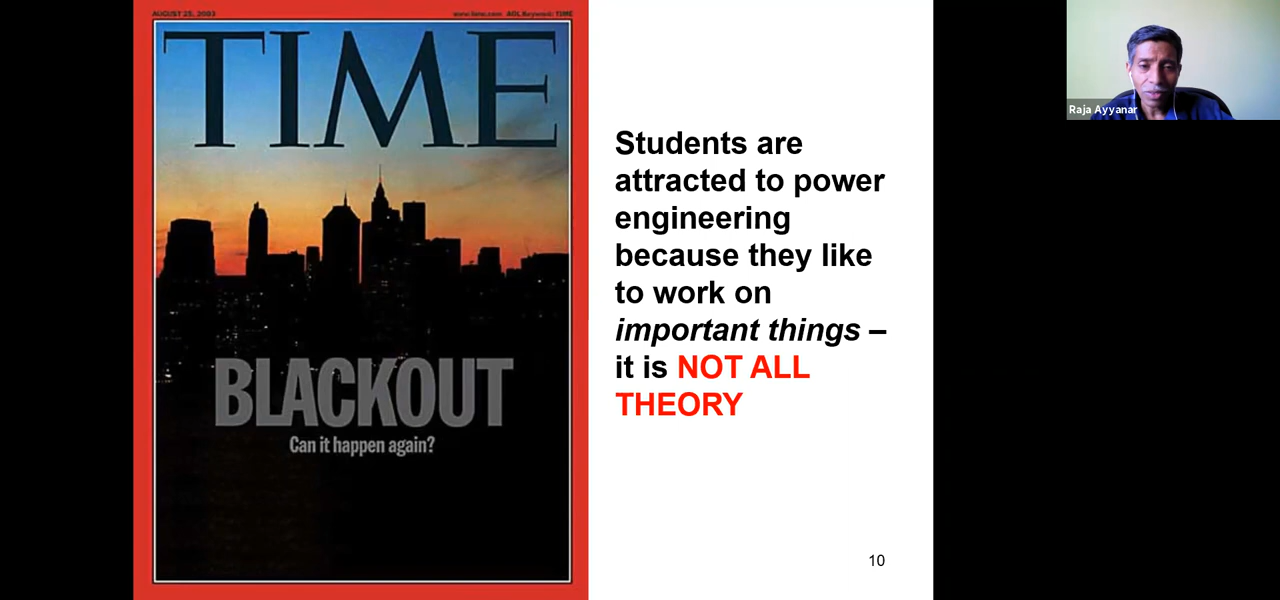 AUGUST 25, 2003
www.time.com AOL Keyword: TIME
TIME
BLACKOUT
Can it happen again?
Students are
attracted to power
engineering
because they like
to work on
important things –
it is NOT ALL
THEORY
10
Raja Ayyanar